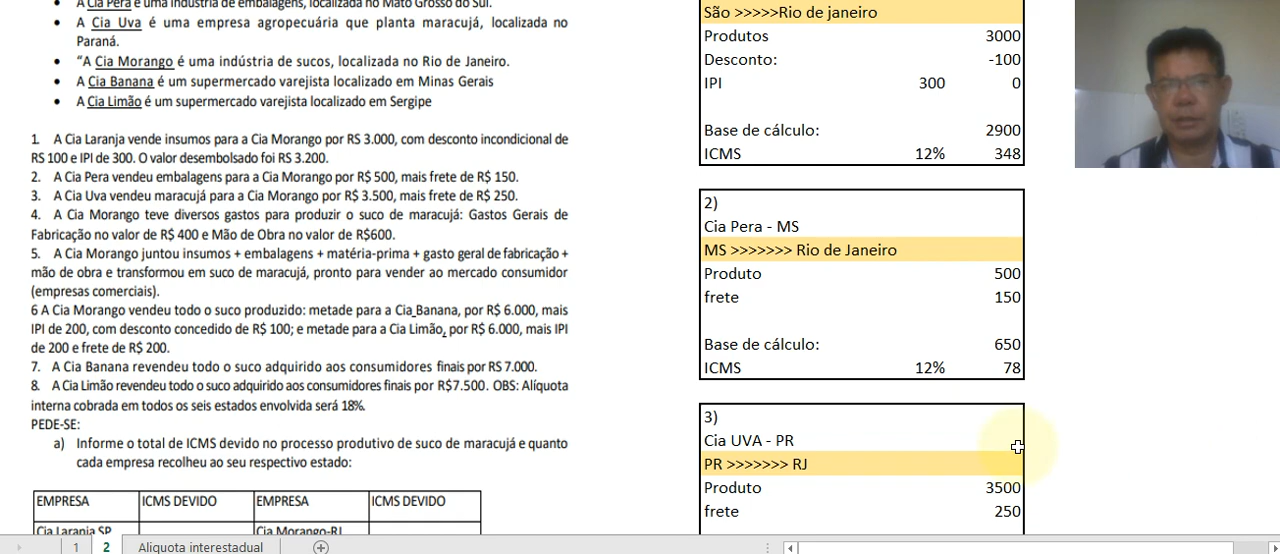 A Cia Pera é uma indústria de embalagens, localizada no Mato Grosso do Sul.
• A Cia Uva é uma empresa agropecuária que planta maracujá, localizada no
Paraná.
• “A Cia Morango é uma indústria de sucos, localizada no Rio de Janeiro.
• A Cia Banana é um supermercado varejista localizado em Minas Gerais
• A Cia Limão é um supermercado varejista localizado em Sergipe
1. A Cia Laranja vende insumos para a Cia Morango por RS 3.000, com desconto incondicional de
RS 100 e IPI de 300. O valor desembolsado foi RS 3.200.
2. A Cia Pera vendeu embalagens para a Cia Morango por R$ 500, mais frete de R$ 150.
3. A Cia Uva vendeu maracujá para a Cia Morango por R$ 3.500, mais frete de R$ 250.
4. A Cia Morango teve diversos gastos para produzir o suco de maracujá: Gastos Gerais de
Fabricação no valor de R$ 400 e Mão de Obra no valor de R$600.
5. A Cia Morango juntou insumos + embalagens + matéria-prima + gasto geral de fabricação +
mão de obra e transformou em suco de maracujá, pronto para vender ao mercado consumidor
(empresas comerciais).
6 A Cia Morango vendeu todo o suco produzido: metade para a Cia Banana, por R$ 6.000, mais
IPI de 200, com desconto concedido de R$ 100; e metade para a Cia Limão, por R$ 6.000, mais IPI
de 200 e frete de R$ 200.
7. A Cia Banana revendeu todo o suco adquirido aos consumidores finais por RS 7.000.
8. A Cia Limão revendeu todo o suco adquirido aos consumidores finais por R$7.500. OBS: Alíquota
interna cobrada em todos os seis estados envolvida será 18%.
PEDE-SE:
a) Informe o total de ICMS devido no processo produtivo de suco de maracujá e quanto
cada empresa recolheu ao seu respectivo estado:
EMPRESA ICMS DEVIDO EMPRESA ICMS DEVIDO
Cia Laranja SP Cia Morango-RJ
São >>>>>Rio de janeiro
Produtos 3000
Desconto: -100
IPI 300 0
Base de cálculo: 2900
ICMS 12% 348
2)
Cia Pera - MS
MS >>>>>>> Rio de Janeiro
Produto 500
frete 150
Base de cálculo: 650
ICMS 12% 78
3)
Cia UVA - PR
PR >>>>>>> RJ
Produto 3500
frete 250
1 2 Aliquota interestadual